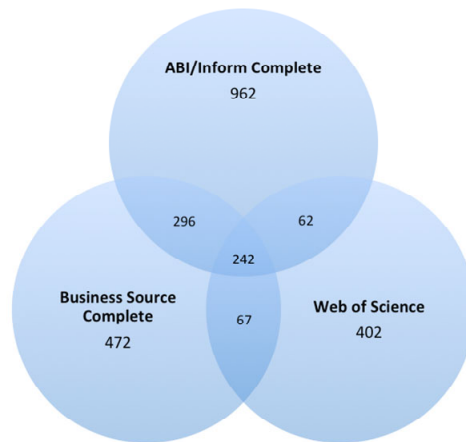 ABI/Inform Complete
962
296
62
242
Business Source
Complete
472
67
Web of Science
402